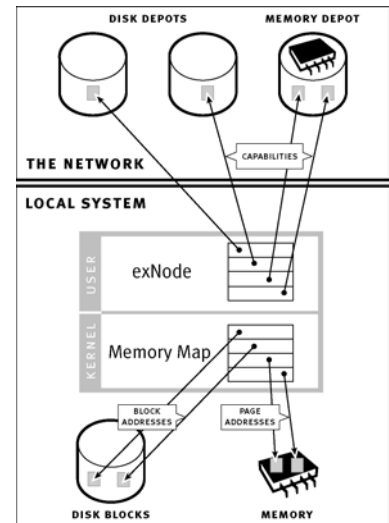 DISK DEPOTS
MEMORY DEPOT
CAPABILITIES
THE NETWORK
LOCAL SYSTEM
USER
exNode
KERNEL
Memory Map
BLOCK
ADDRESSES
PAGE
ADDRESSES
DISK BLOCKS
MEMORY